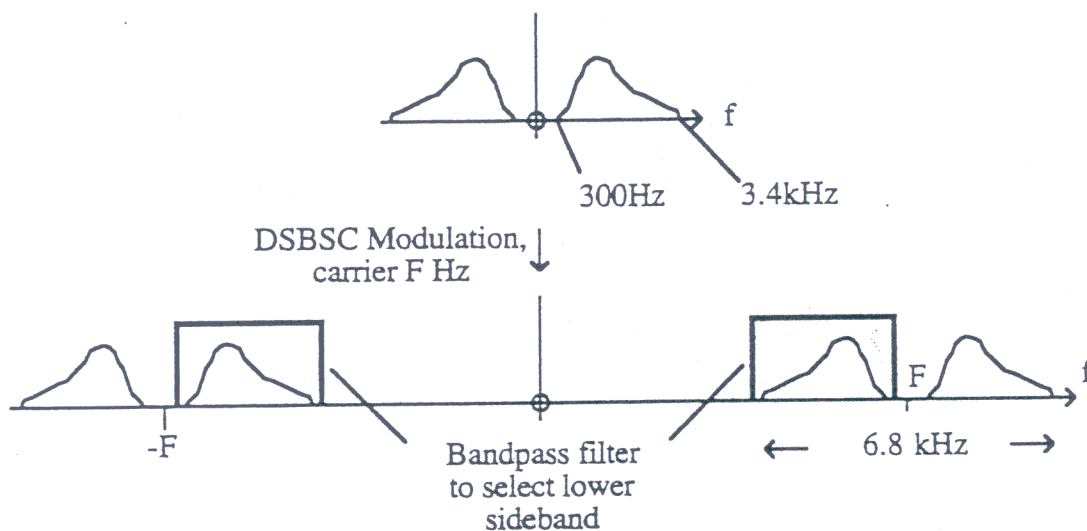 f
300Hz
3.4kHz
DSBSC Modulation,
carrier F Hz
F
f
-F
6.8 kHz
Bandpass filter
to select lower
sideband